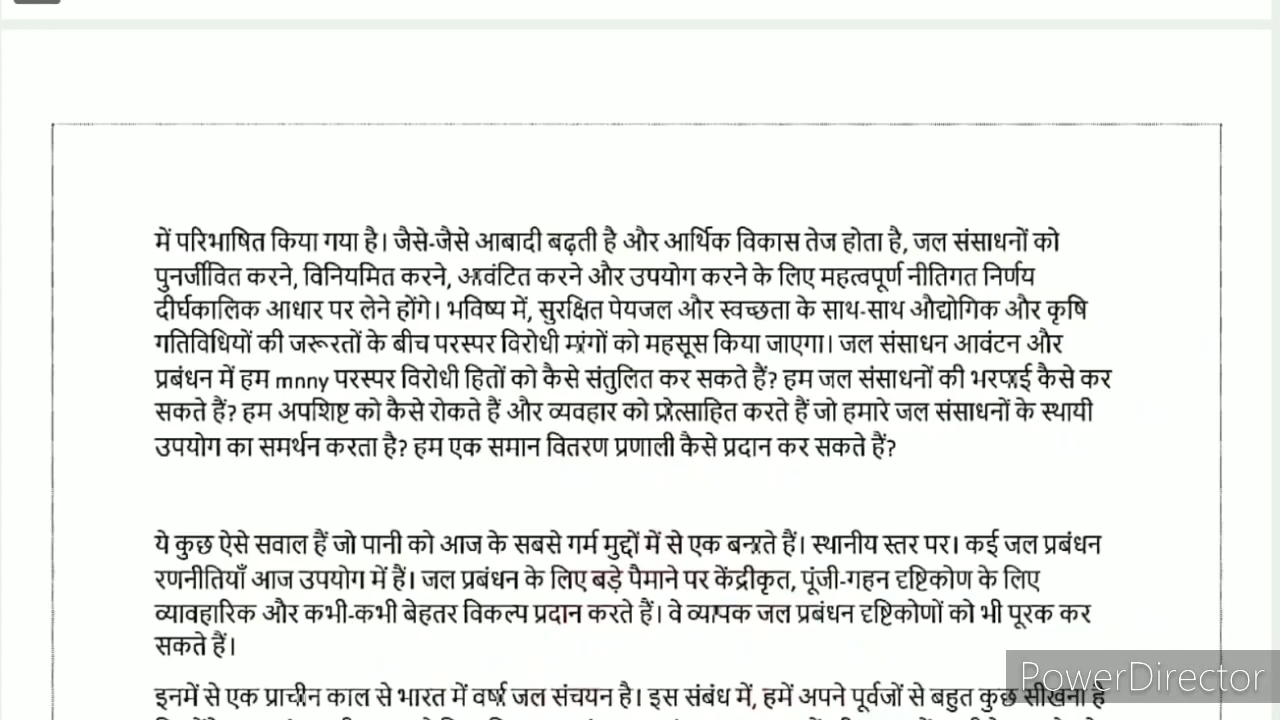 में परिभाषित किया गया है। जैसे-जैसे आबादी बढ़ती है और आर्थिक विकास तेज होता है, जल संसाधनों को
पुनर्जीवित करने, विनियमित करने, आवंटित करने और उपयोग करने के लिए महत्वपूर्ण नीतिगत निर्णय
दीर्घकालिक आधार पर लेने होंगे। भविष्य में, सुरक्षित पेयजल और स्वच्छता के साथ-साथ औद्योगिक और कृषि
गतिविधियों की जरूरतों के बीच परस्पर विरोधी मांगों को महसूस किया जाएगा। जल संसाधन आवंटन और
प्रबंधन में हम mnny परस्पर विरोधी हितों को कैसे संतुलित कर सकते हैं? हम जल संसाधनों की भरपाई कैसे कर
सकते हैं? हम अपशिष्ट को कैसे रोकते हैं और व्यवहार को प्रोत्साहित करते हैं जो हमारे जल संसाधनों के स्थायी
उपयोग का समर्थन करता है? हम एक समान वितरण प्रणाली कैसे प्रदान कर सकते हैं?
ये कुछ ऐसे सवाल हैं जो पानी को आज के सबसे गर्म मुद्दों में से एक बनाते हैं। स्थानीय स्तर पर। कई जल प्रबंधन
रणनीतियाँ आज उपयोग में हैं। जल प्रबंधन के लिए बड़े पैमाने पर केंद्रीकृत, पूंजी-गहन दृष्टिकोण के लिए
व्यावहारिक और कभी-कभी बेहतर विकल्प प्रदान करते हैं। वे व्यापक जल प्रबंधन दृष्टिकोणों को भी पूरक कर
सकते हैं।
इनमें से एक प्राचीन काल से भारत में वर्षा जल संचयन है। इस संबंध में, हमें अपने पूर्वजों से बहुत कुछ सीखना है
PowerDirector